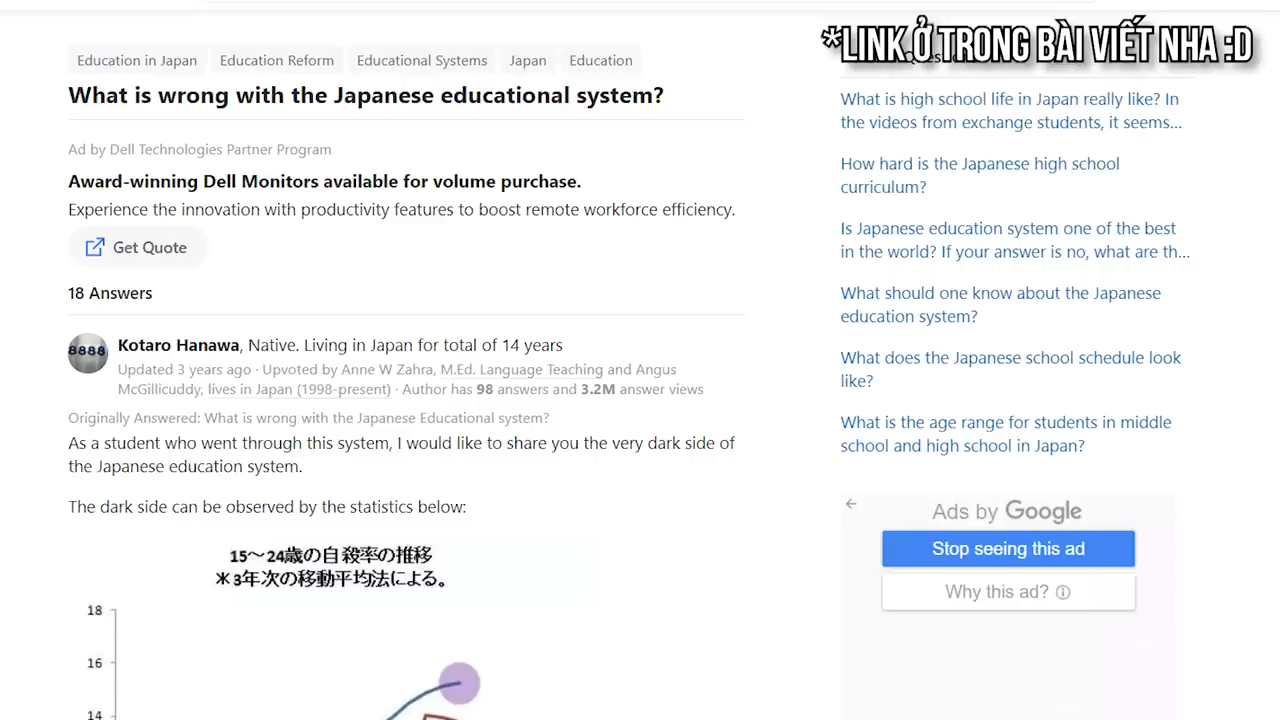 *LINK Ở TRONG BÀI VIẾT NHA :D
Education in Japan
Education Reform
Educational Systems
Japan
Education
What is wrong with the Japanese educational system?
Ad by Dell Technologies Partner Program
Award-winning Dell Monitors available for volume purchase.
Experience the innovation with productivity features to boost remote workforce efficiency.
Get Quote
18 Answers
Kotaro Hanawa, Native. Living in Japan for total of 14 years
8888
Updated 3 years ago · Upvoted by Anne W Zahra, M.Ed. Language Teaching and Angus
McGillicuddy, lives in Japan (1998-present) · Author has 98 answers and 3.2M answer views
Originally Answered: What is wrong with the Japanese Educational system?
As a student who went through this system, I would like to share you the very dark side of
the Japanese education system.
The dark side can be observed by the statistics below:
15～24歳の自殺率の推移
※3年次の移動平均法による。
18
16
14
What is high school life in Japan really like? In
the videos from exchange students, it seems...
How hard is the Japanese high school
curriculum?
Is Japanese education system one of the best
in the world? If your answer is no, what are th...
What should one know about the Japanese
education system?
What does the Japanese school schedule look
like?
What is the age range for students in middle
school and high school in Japan?
Ads by Google
Stop seeing this ad
Why this ad?